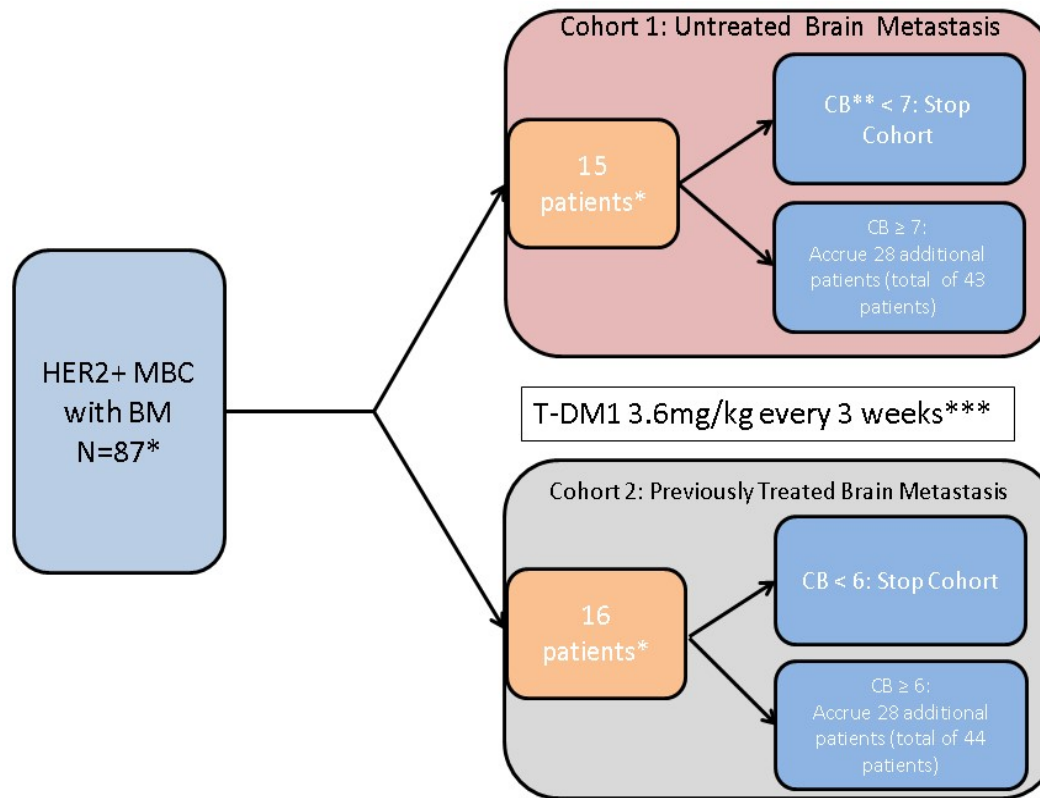 Cohort 1: Untreated Brain Metastasis
CB** < 7: Stop
Cohort
15
patients*
CB ≥ 7:
Accrue 28 additional
patients (total of 43
patients)
HER2+ MBC
with BM
N=87*
T-DM1 3.6mg/kg every 3 weeks***
Cohort 2: Previously Treated Brain Metastasis
CB < 6: Stop Cohort
16
patients*
CB ≥ 6:
Accrue 28 additional
patients (total of 44
patients)